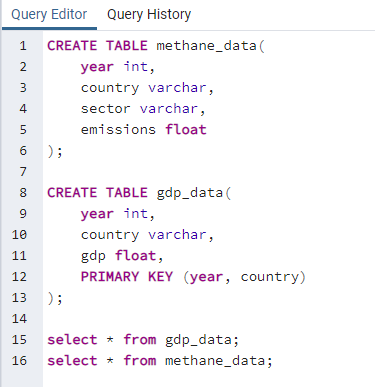 Query Editor Query History
1 CREATE TABLE methane_data(
2 year int,
3 country varchar,
4 sector varchar,
5 emissions float
6 );
7
8 CREATE TABLE gdp_data(
9 year int,
10 country varchar,
11 gdp float,
12 PRIMARY KEY (year, country)
13 );
14
15 select * from gdp_data;
16 select * from methane_data;